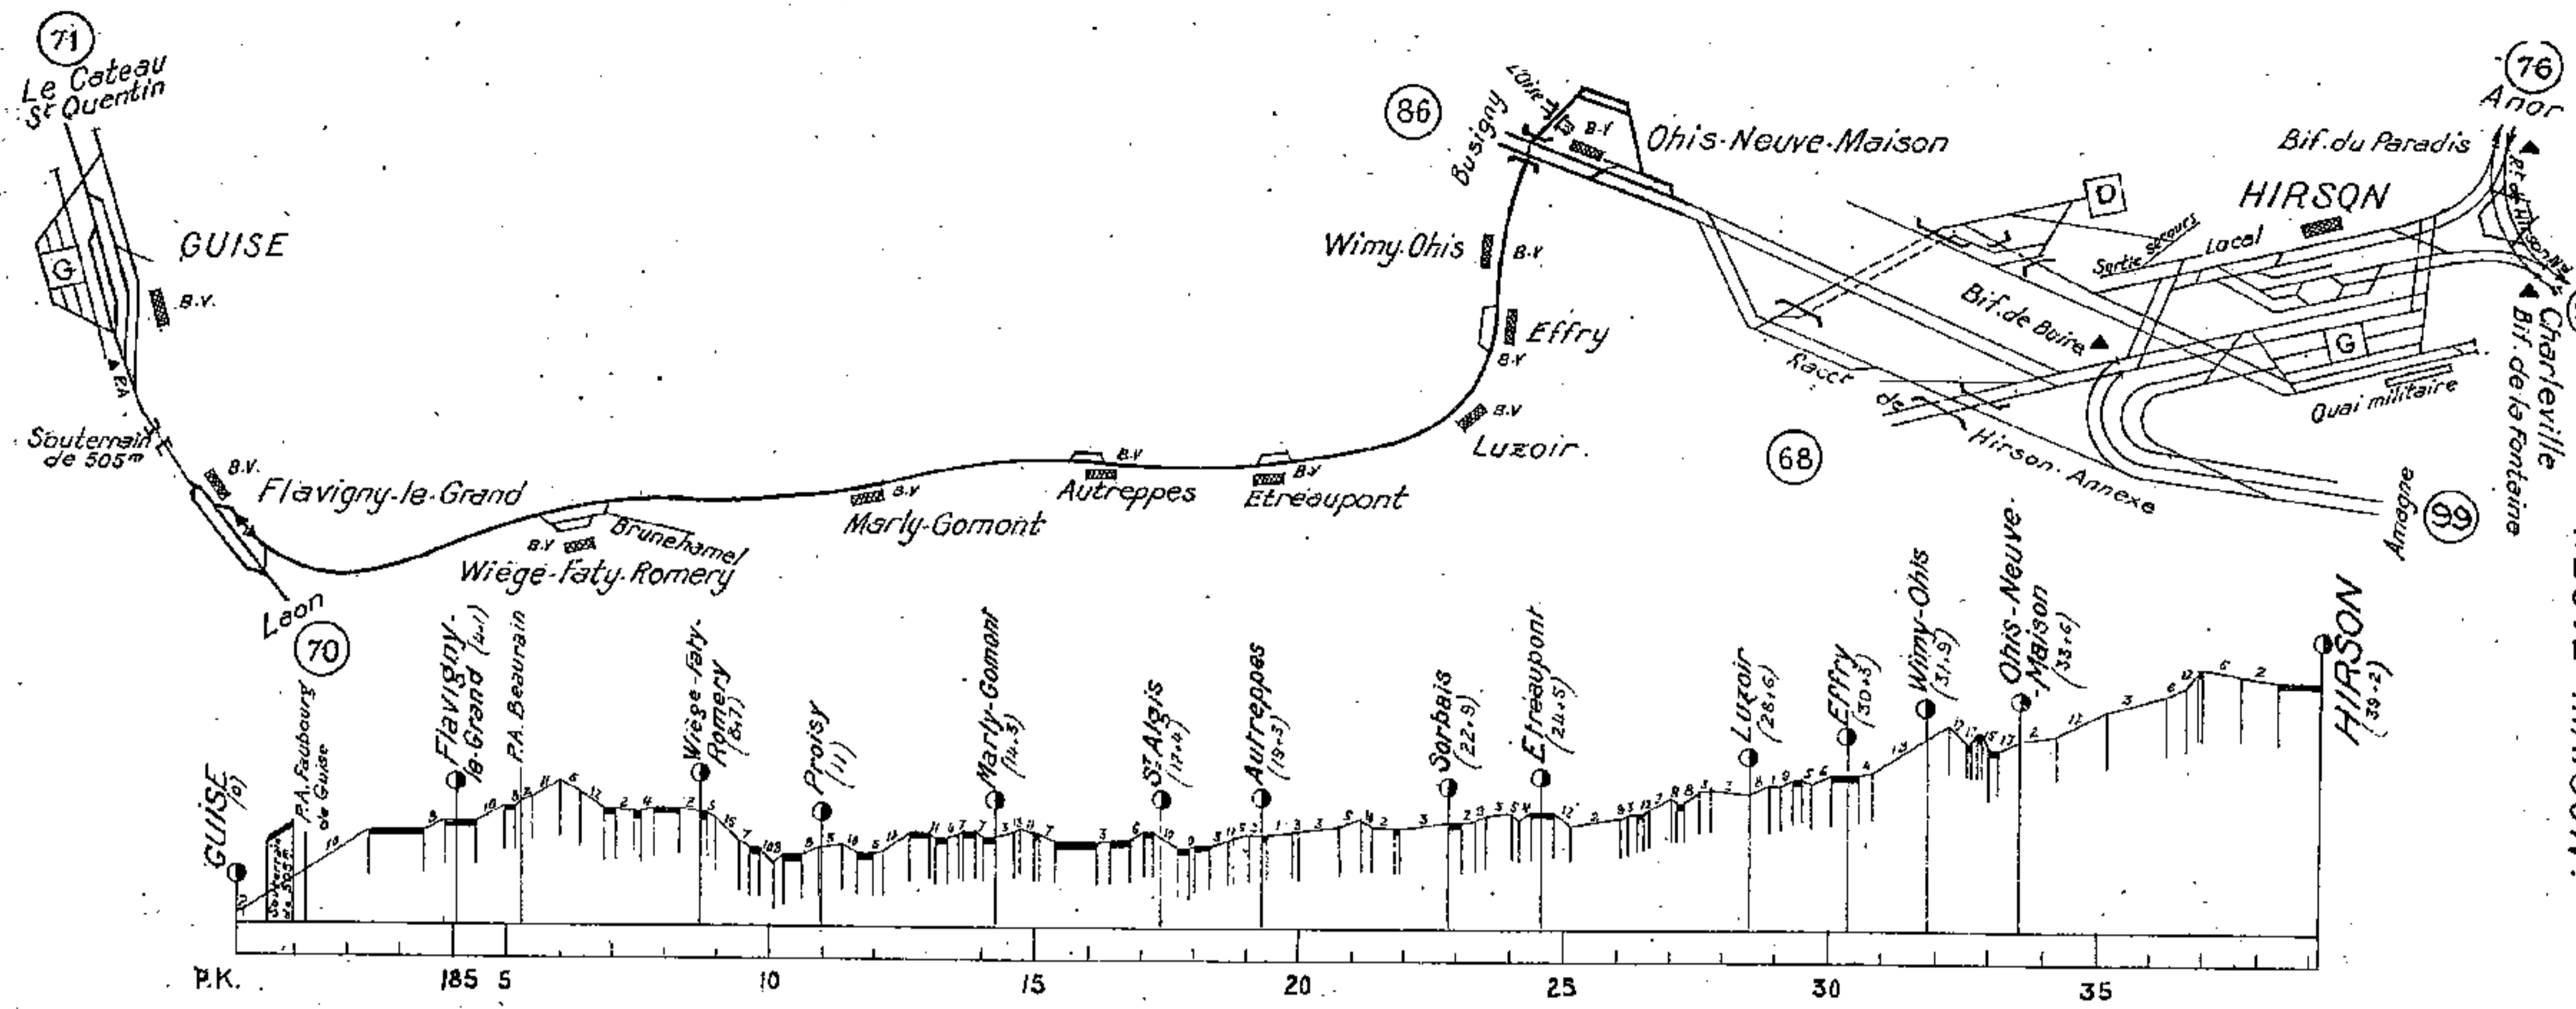 71
Le Cateau
St Quentin
GUISE
G
B.V.
P.A.
Souterrain
de 505m
B.V.
Flavigny-le-Grand
Laon
70
B.V
Brunehamel
Wiège-Faty-Romery
B.V
Marly-Gomont
B.V
Autreppes
B.V
Etréaupont
B.V
Luzoir.
B.V
Effry
Wimy-Ohis
B.V
86
Busigny
L'Oise
B-V
Ohis-Neuve-Maison
Bif. de Buire
Racct
de
Hirson-Annexe
68
D
Sortie secours
Local
HIRSON
G
Quai militaire
Bif. du Paradis
76
Anor
Charleville
Bif. de la Fontaine
Amagne
99
GUISE
(0)
Souterrain
de 505m
P.A. Faubourg
de Guise
Flavigny-
le-Grand (4+1)
P.A. Beaurain
Wiège-Faty-
Romery
(8+7)
Proisy
(11)
Marly-Gomont
(14+3)
St-Algis
(17+4)
Autreppes
(19+3)
Sorbais
(22+9)
Etréaupont
(24+5)
Luzoir
(28+6)
Effry
(30+3)
Wimy-Ohis
(31+9)
Ohis-Neuve-
-Maison
(33+6)
HIRSON
(39+2)
P.K. 185 5 10 15 20 25 30 35